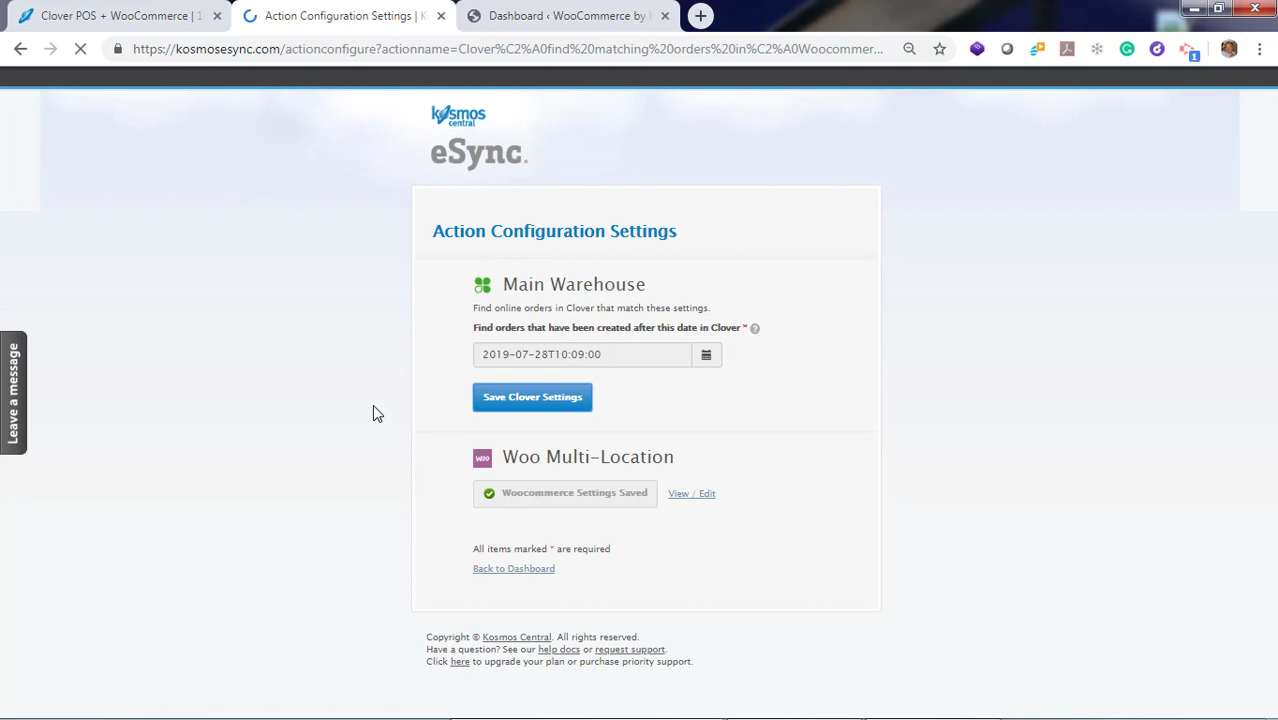 Clover POS + WooCommerce | 1
Action Configuration Settings | K
Dashboard ‹ WooCommerce by
https://kosmosesync.com/actionconfigure?actionname=Clover%C2%A0find%20matching%20orders%20in%C2%A0Woocommer...
1
kosmos
central
eSync.
Action Configuration Settings
Main Warehouse
Find online orders in Clover that match these settings.
Find orders that have been created after this date in Clover * ?
2019-07-28T10:09:00
Save Clover Settings
Leave a message
Woo Multi-Location
Woo
Woocommerce Settings Saved View / Edit
All items marked * are required
Back to Dashboard
Copyright © Kosmos Central. All rights reserved.
Have a question? See our help docs or request support.
Click here to upgrade your plan or purchase priority support.